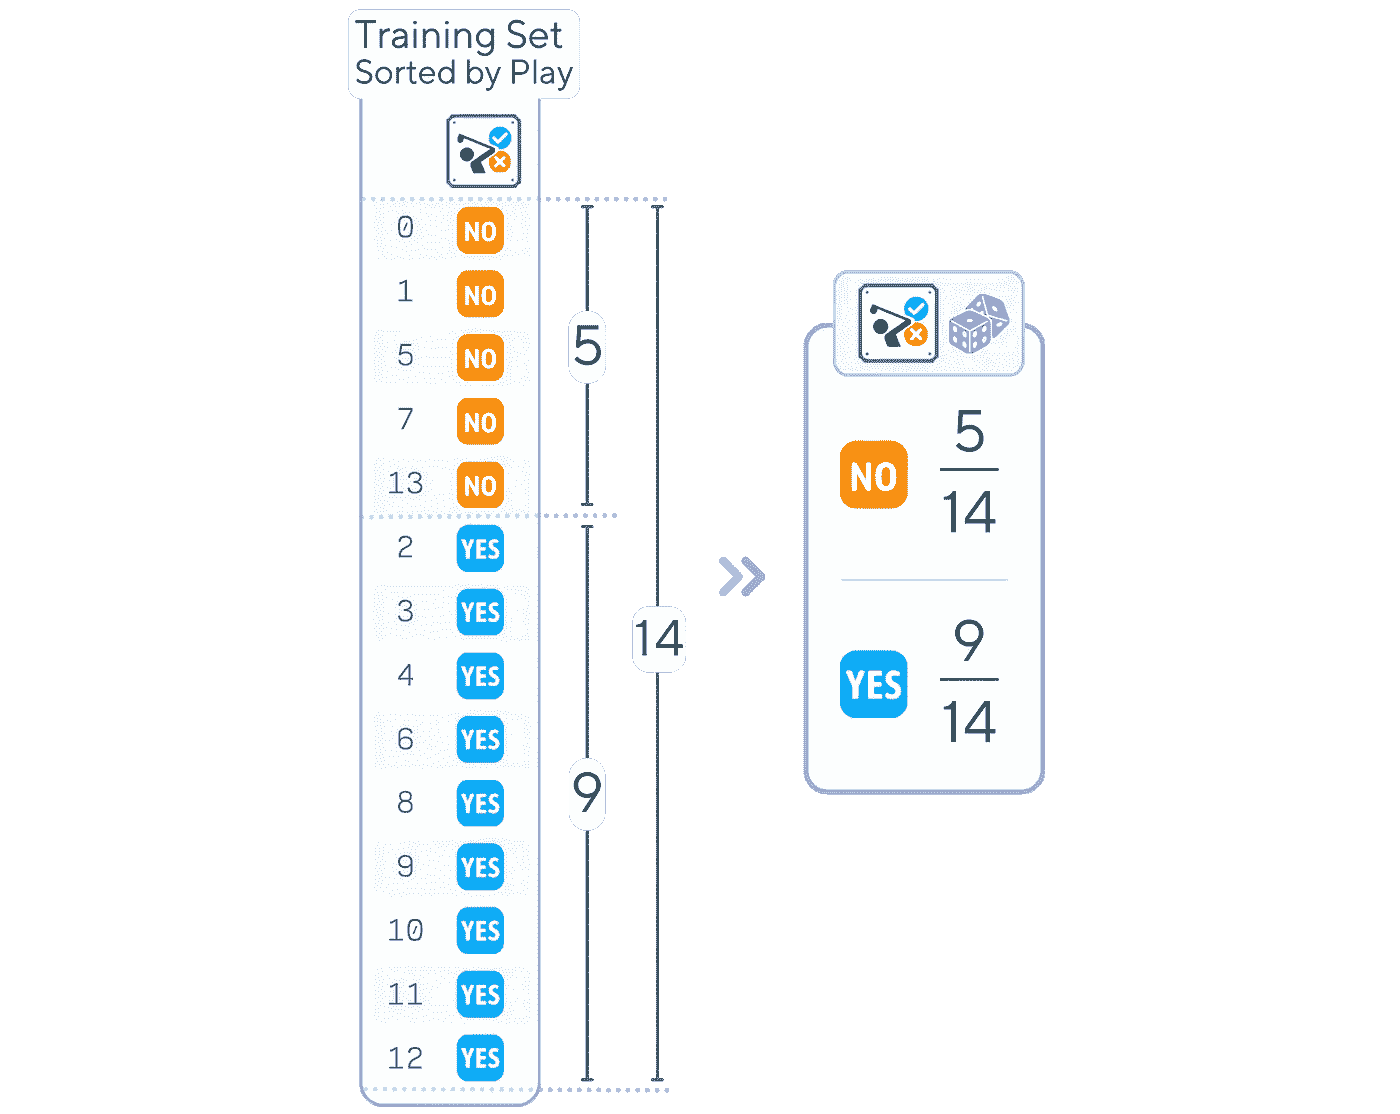 Training Set
Sorted by Play
0 NO
1 NO
5 NO
7 NO
13 NO
2 YES
3 YES
4 YES
6 YES
8 YES
9 YES
10 YES
11 YES
12 YES
5
9
14
NO 5
14
YES 9
14